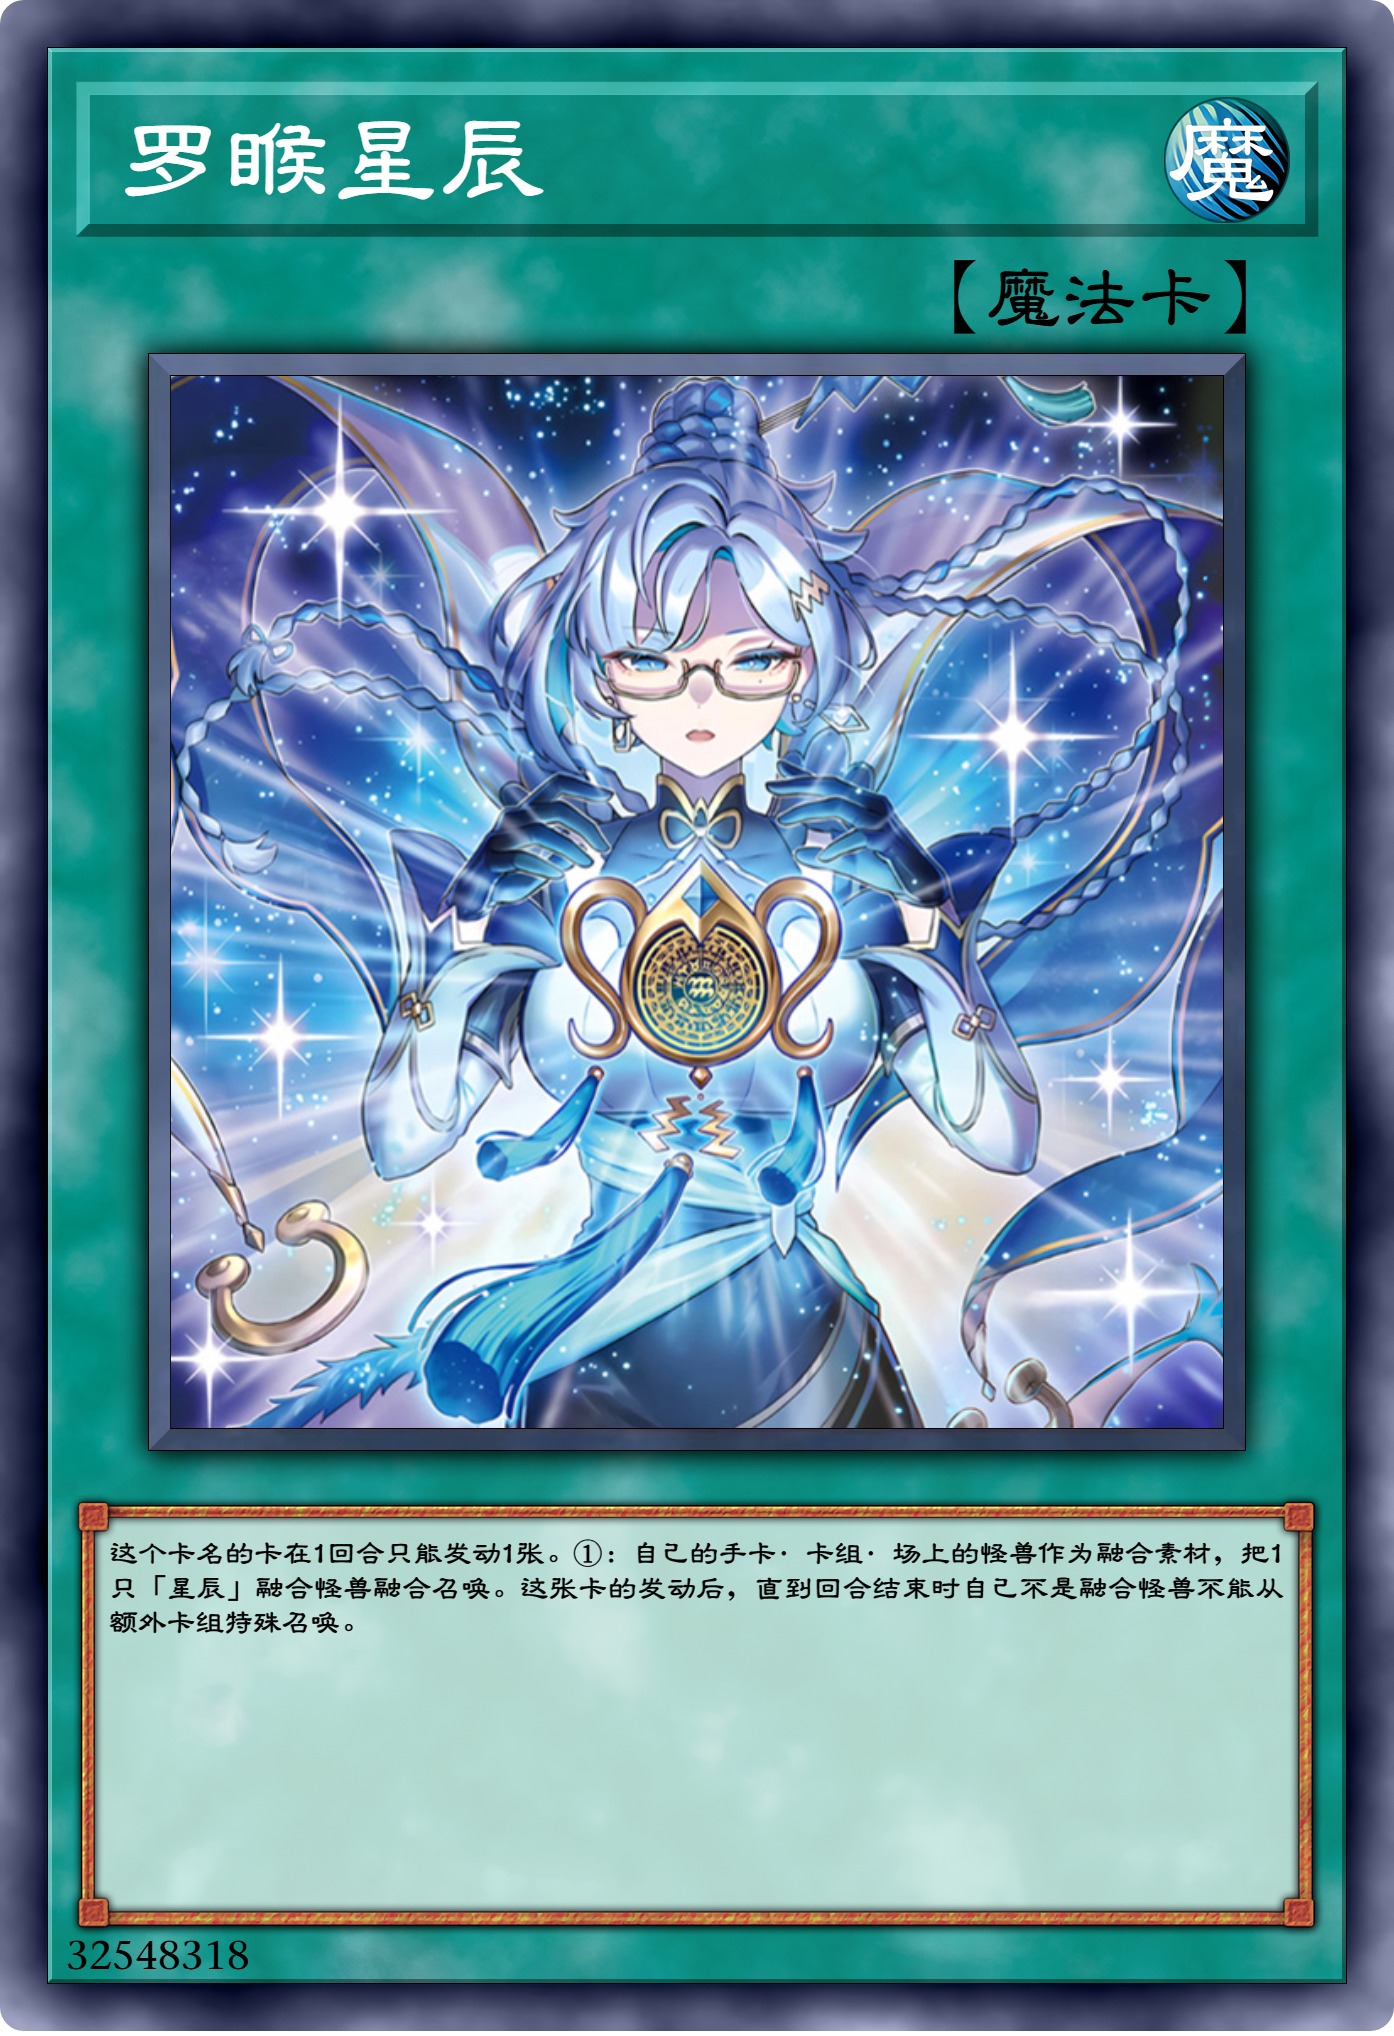 罗睺星辰
魔
【魔法卡】
这个卡名的卡在1回合只能发动1张。①：自己的手卡·卡组·场上的怪兽作为融合素材，把1
只「星辰」融合怪兽融合召唤。这张卡的发动后，直到回合结束时自己不是融合怪兽不能从
额外卡组特殊召唤。
32548318